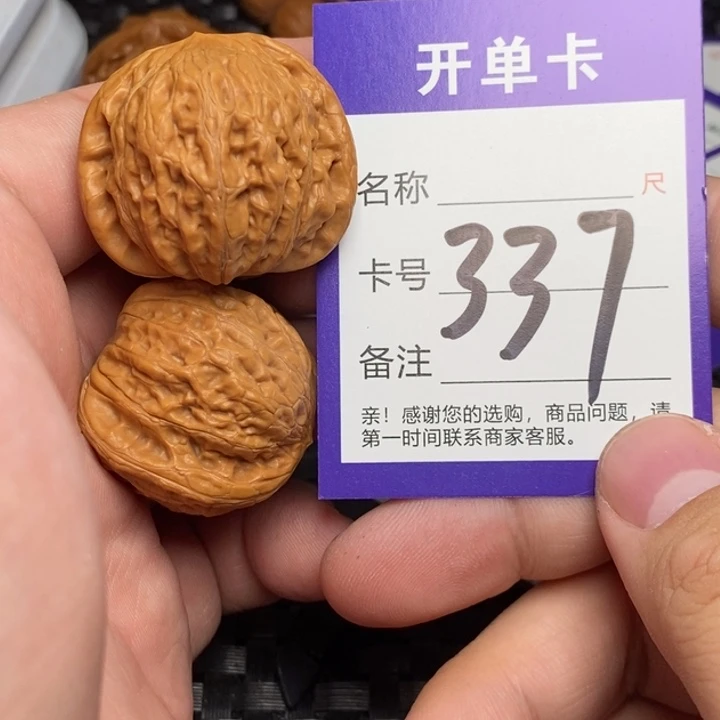 开单卡
名称 尺
卡号 337
备注
亲！感谢您的选购，商品问题，请
第一时间联系商家客服。